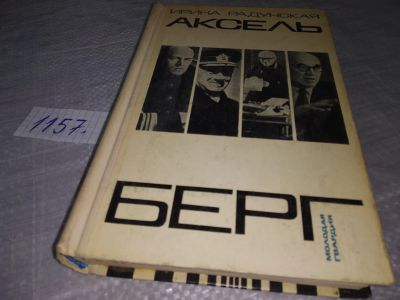 ИРИНА РАДУНСКАЯ
АКСЕЛЬ
1157.
БЕРГ
МОЛОДАЯ
ГВАРДИЯ